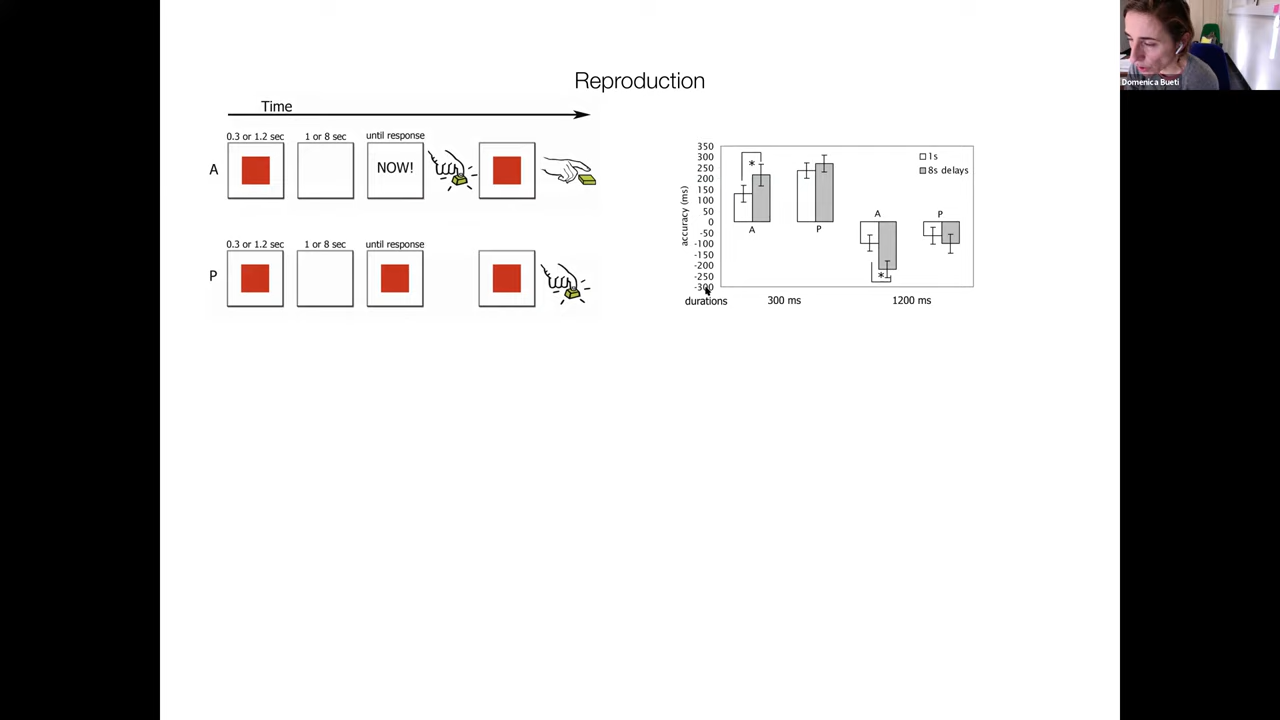 Domenica Bueti
Reproduction
Time
0.3 or 1.2 sec 1 or 8 sec until response
A
NOW!
0.3 or 1.2 sec 1 or 8 sec until response
P
350
300
250
200
150
100
50
0
-50
-100
-150
-200
-250
-300
accuracy (ms)
1s
8s delays
*
A P
A P
*
durations 300 ms 1200 ms